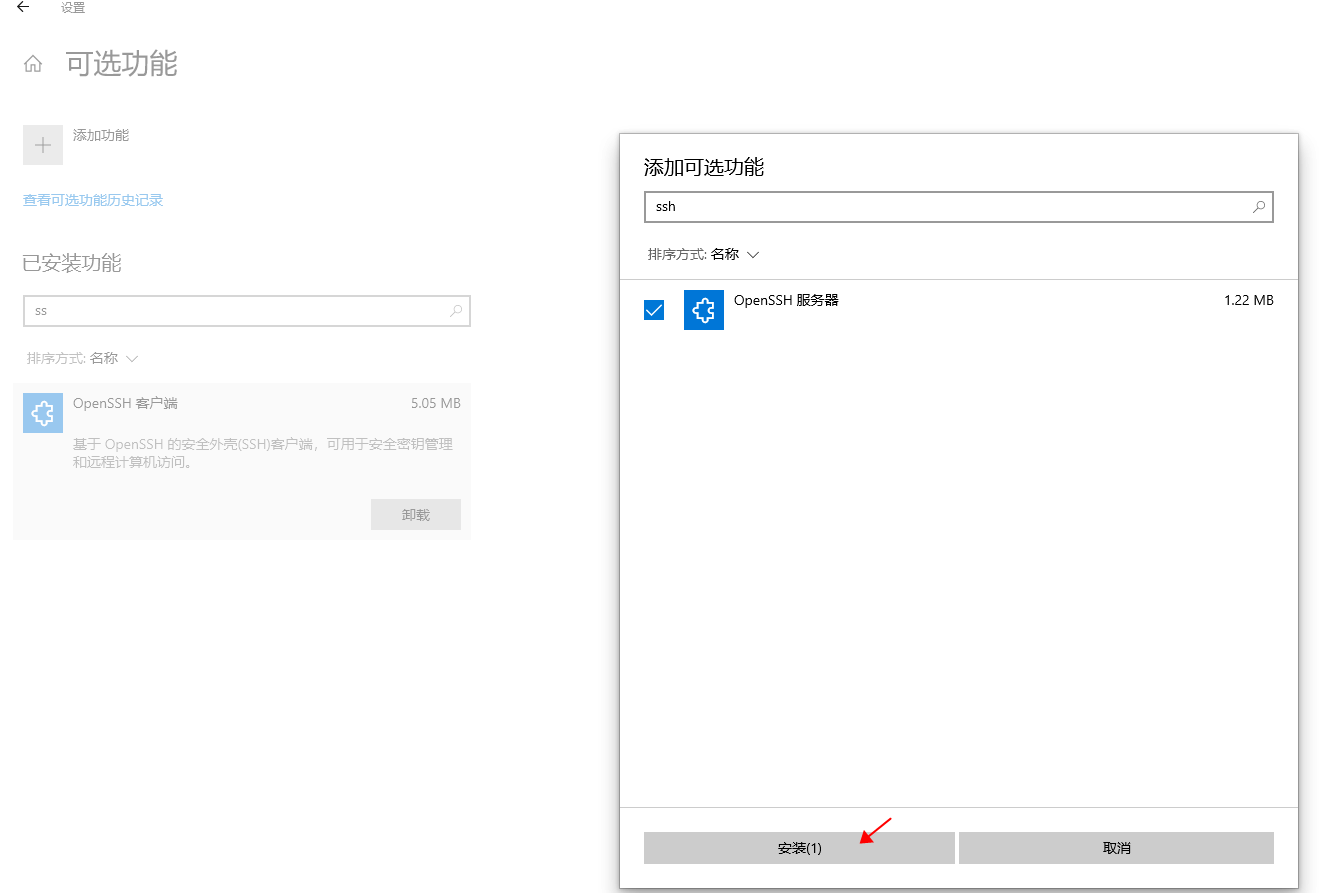 设置
可选功能
添加功能
查看可选功能历史记录
已安装功能
ss
排序方式: 名称
OpenSSH 客户端
5.05 MB
基于 OpenSSH 的安全外壳(SSH)客户端，可用于安全密钥管理
和远程计算机访问。
卸载
添加可选功能
ssh
排序方式: 名称
OpenSSH 服务器
1.22 MB
安装(1)
取消